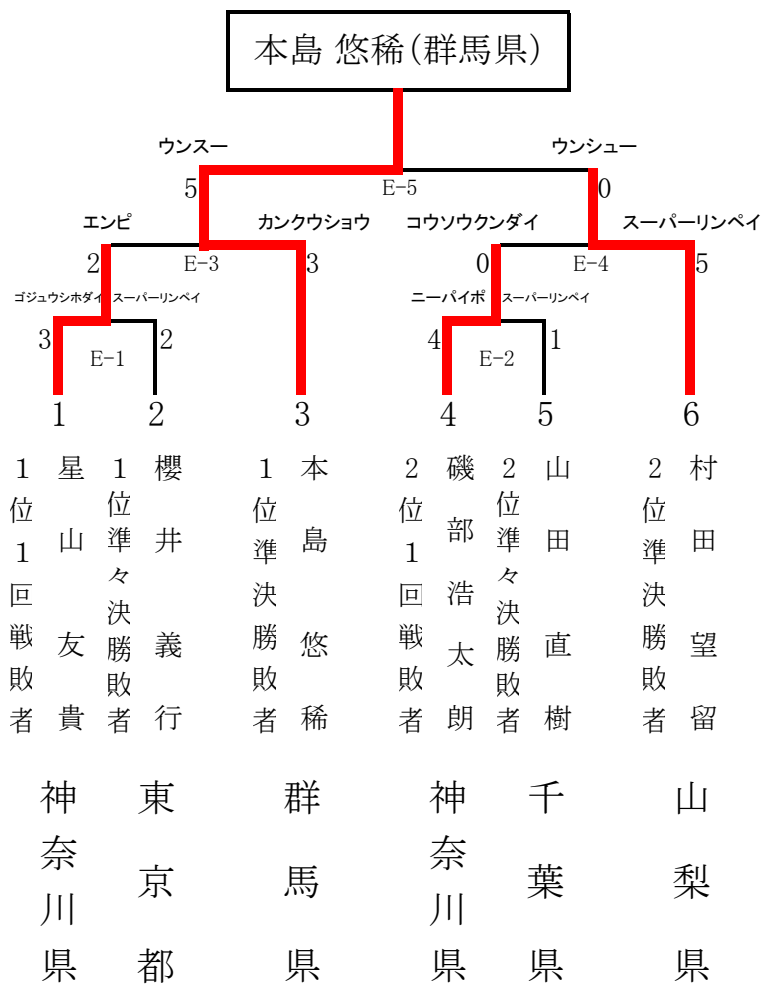 本島 悠稀(群馬県)
ウンスー
ウンシュー
5
E-5
0
エンピ
カンクウショウ
コウソウクンダイ
スーパーリンペイ
2
E-3
3
0
E-4
5
ゴジュウシホダイ
スーパーリンペイ
ニーパイポ
スーパーリンペイ
3
E-1
2
4
E-2
1
1
2
3
4
5
6
1位1回戦敗者
星山友貴
1位準々決勝敗者
櫻井義行
1位準決勝敗者
本島悠稀
2位1回戦敗者
磯部浩太朗
2位準々決勝敗者
山田直樹
2位準決勝敗者
村田望留
神奈川県
東京都
群馬県
神奈川県
千葉県
山梨県